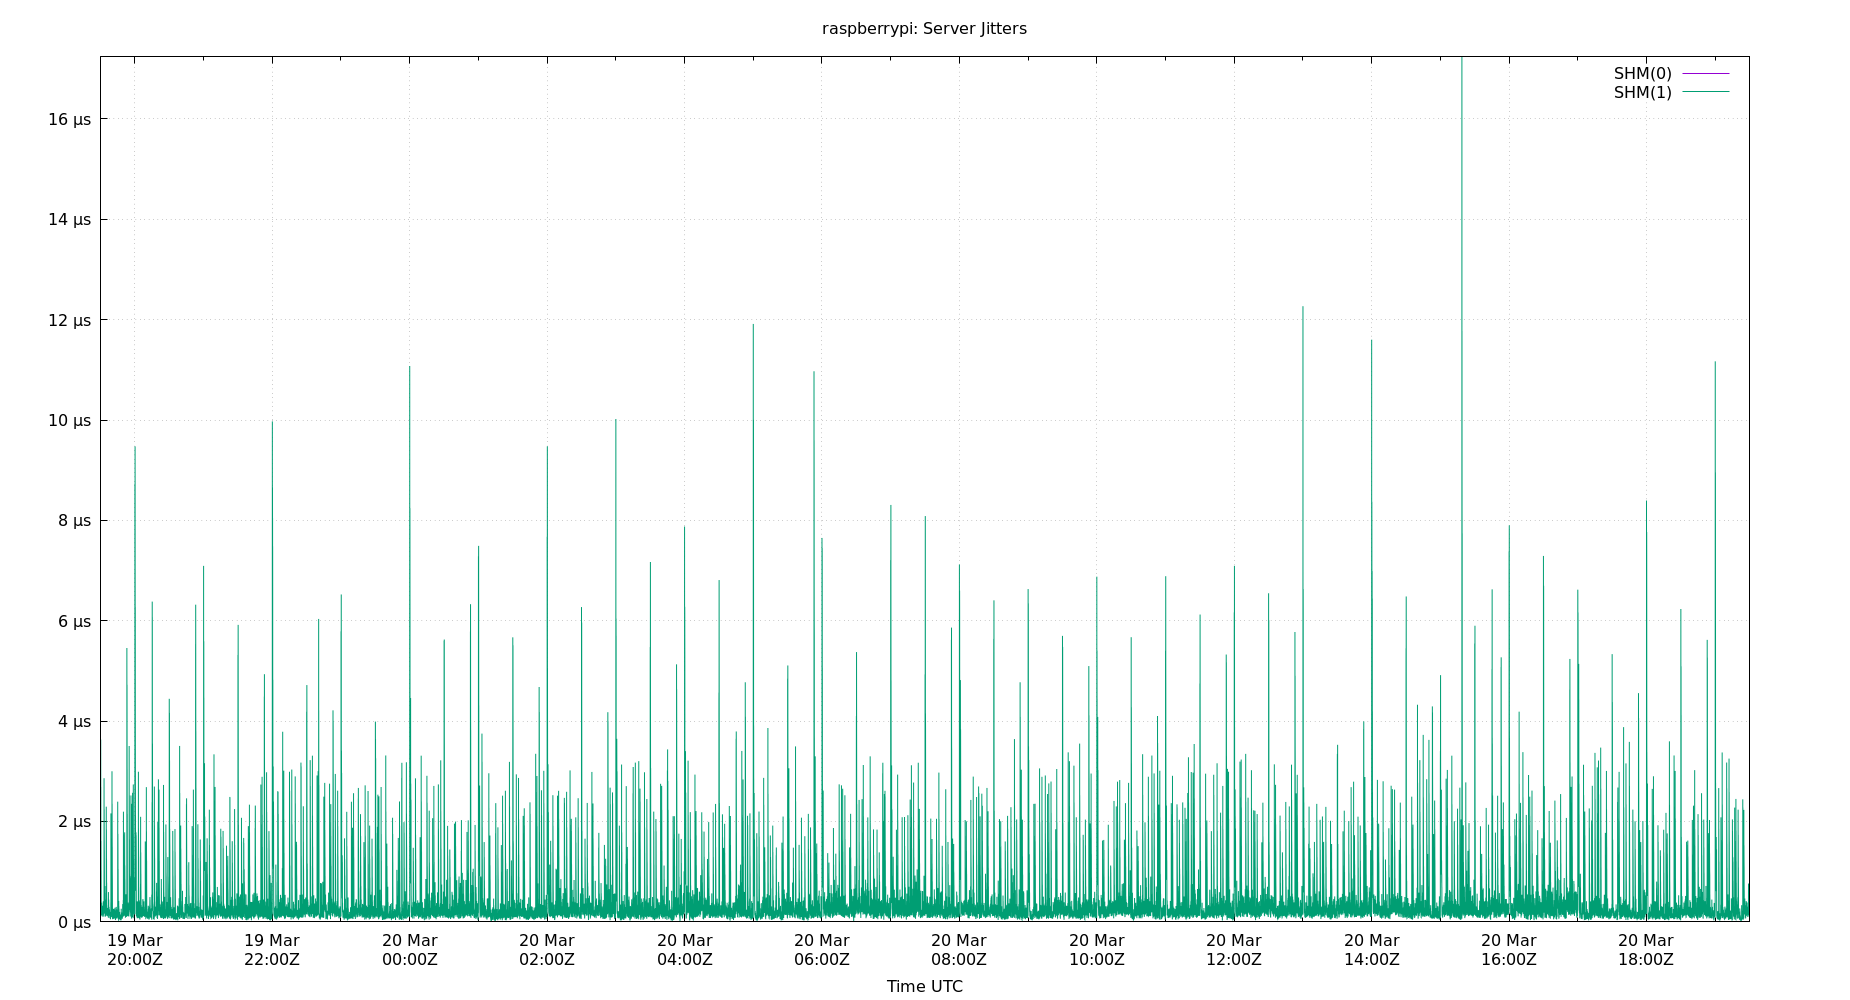 raspberrypi: Server Jitters
SHM(0)
SHM(1)
16 µs
14 µs
12 µs
10 µs
8 µs
6 µs
4 µs
2 µs
0 µs
19 Mar 19 Mar 20 Mar 20 Mar 20 Mar 20 Mar 20 Mar 20 Mar 20 Mar 20 Mar 20 Mar 20 Mar
20:00Z 22:00Z 00:00Z 02:00Z 04:00Z 06:00Z 08:00Z 10:00Z 12:00Z 14:00Z 16:00Z 18:00Z
Time UTC